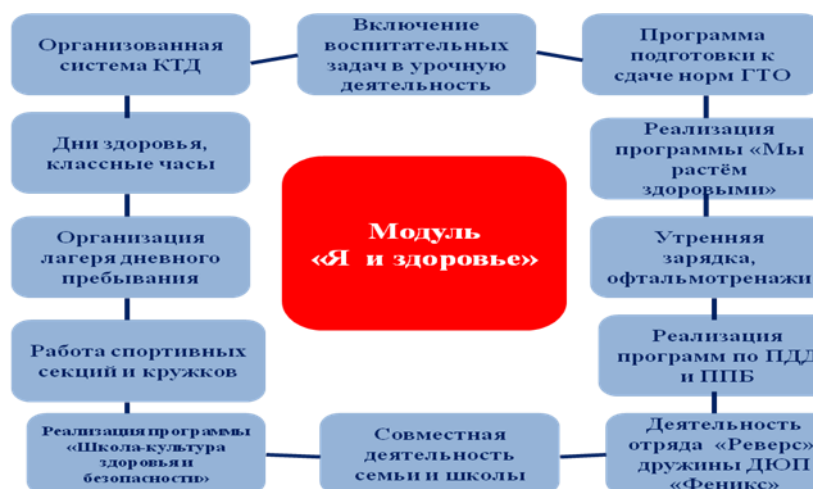 Организованная
система КТД
Включение
воспитательных
задач в урочную
деятельность
Программа
подготовки к
сдаче норм ГТО
Дни здоровья,
классные часы
Реализация
программы «Мы
растём
здоровыми»
Модуль
«Я и здоровье»
Организация
лагеря дневного
пребывания
Утренняя
зарядка,
офтальмотренажи
Работа спортивных
секций и кружков
Реализация
программ по ПДД
и ППБ
Реализация программы
«Школа-культура
здоровья и
безопасности»
Совместная
деятельность
семьи и школы
Деятельность
отряда «Реверс»
дружины ДЮП
«Феникс»